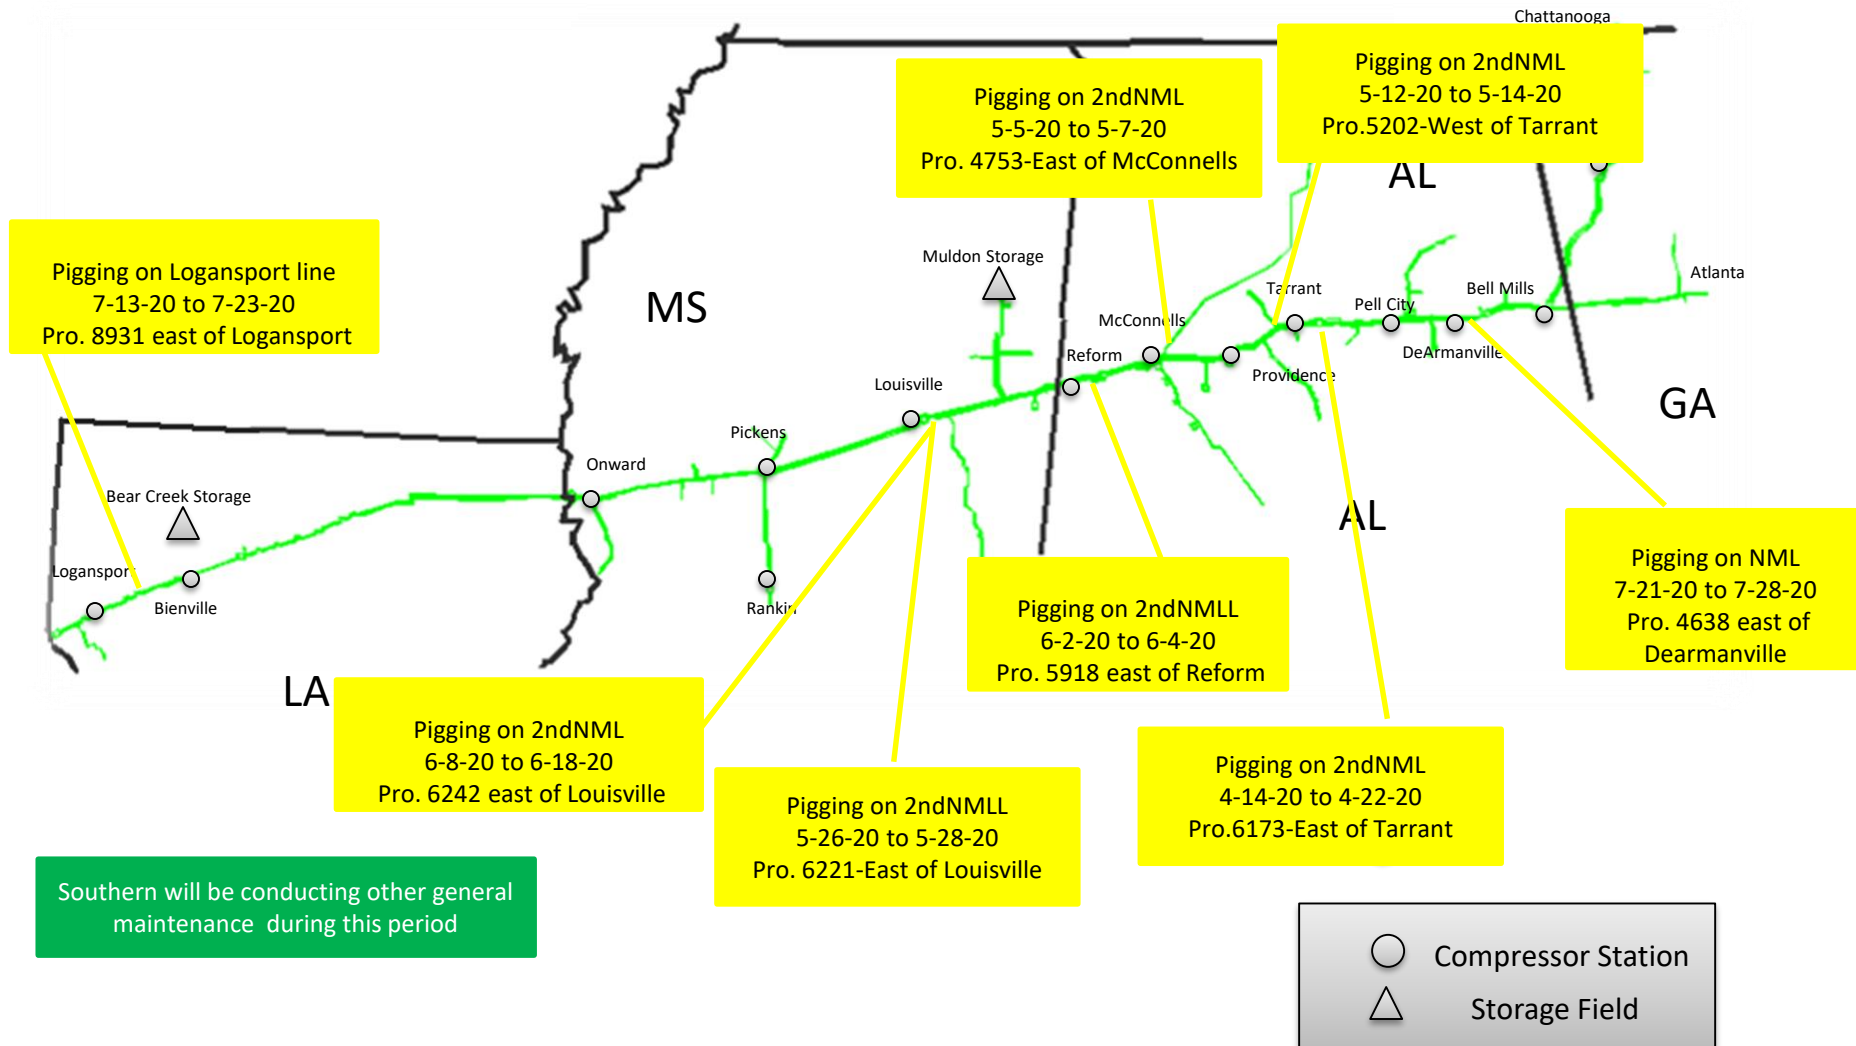 Chattanooga
Pigging on 2ndNML
5-12-20 to 5-14-20
Pro.5202-West of Tarrant
Pigging on 2ndNML
5-5-20 to 5-7-20
Pro. 4753-East of McConnells
AL
Pigging on Logansport line
7-13-20 to 7-23-20
Pro. 8931 east of Logansport
MS
Muldon Storage
Tarrant
Pell City
Bell Mills
Atlanta
McConnells
Reform
DeArmanville
Providence
Louisville
GA
Pickens
Onward
Bear Creek Storage
AL
Logansport
Bienville
Rankin
Pigging on 2ndNMLL
6-2-20 to 6-4-20
Pro. 5918 east of Reform
Pigging on NML
7-21-20 to 7-28-20
Pro. 4638 east of
Dearmanville
LA
Pigging on 2ndNML
6-8-20 to 6-18-20
Pro. 6242 east of Louisville
Pigging on 2ndNMLL
5-26-20 to 5-28-20
Pro. 6221-East of Louisville
Pigging on 2ndNML
4-14-20 to 4-22-20
Pro.6173-East of Tarrant
Southern will be conducting other general
maintenance  during this period
Compressor Station
Storage Field